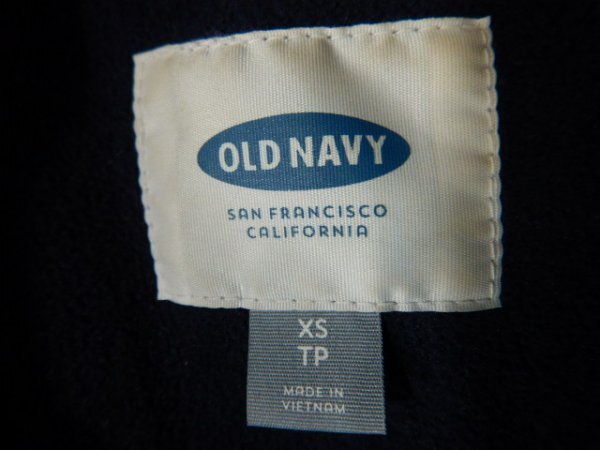 OLD NAVY
SAN FRANCISCO
CALIFORNIA
XS
TP
MADE IN
VIETNAM